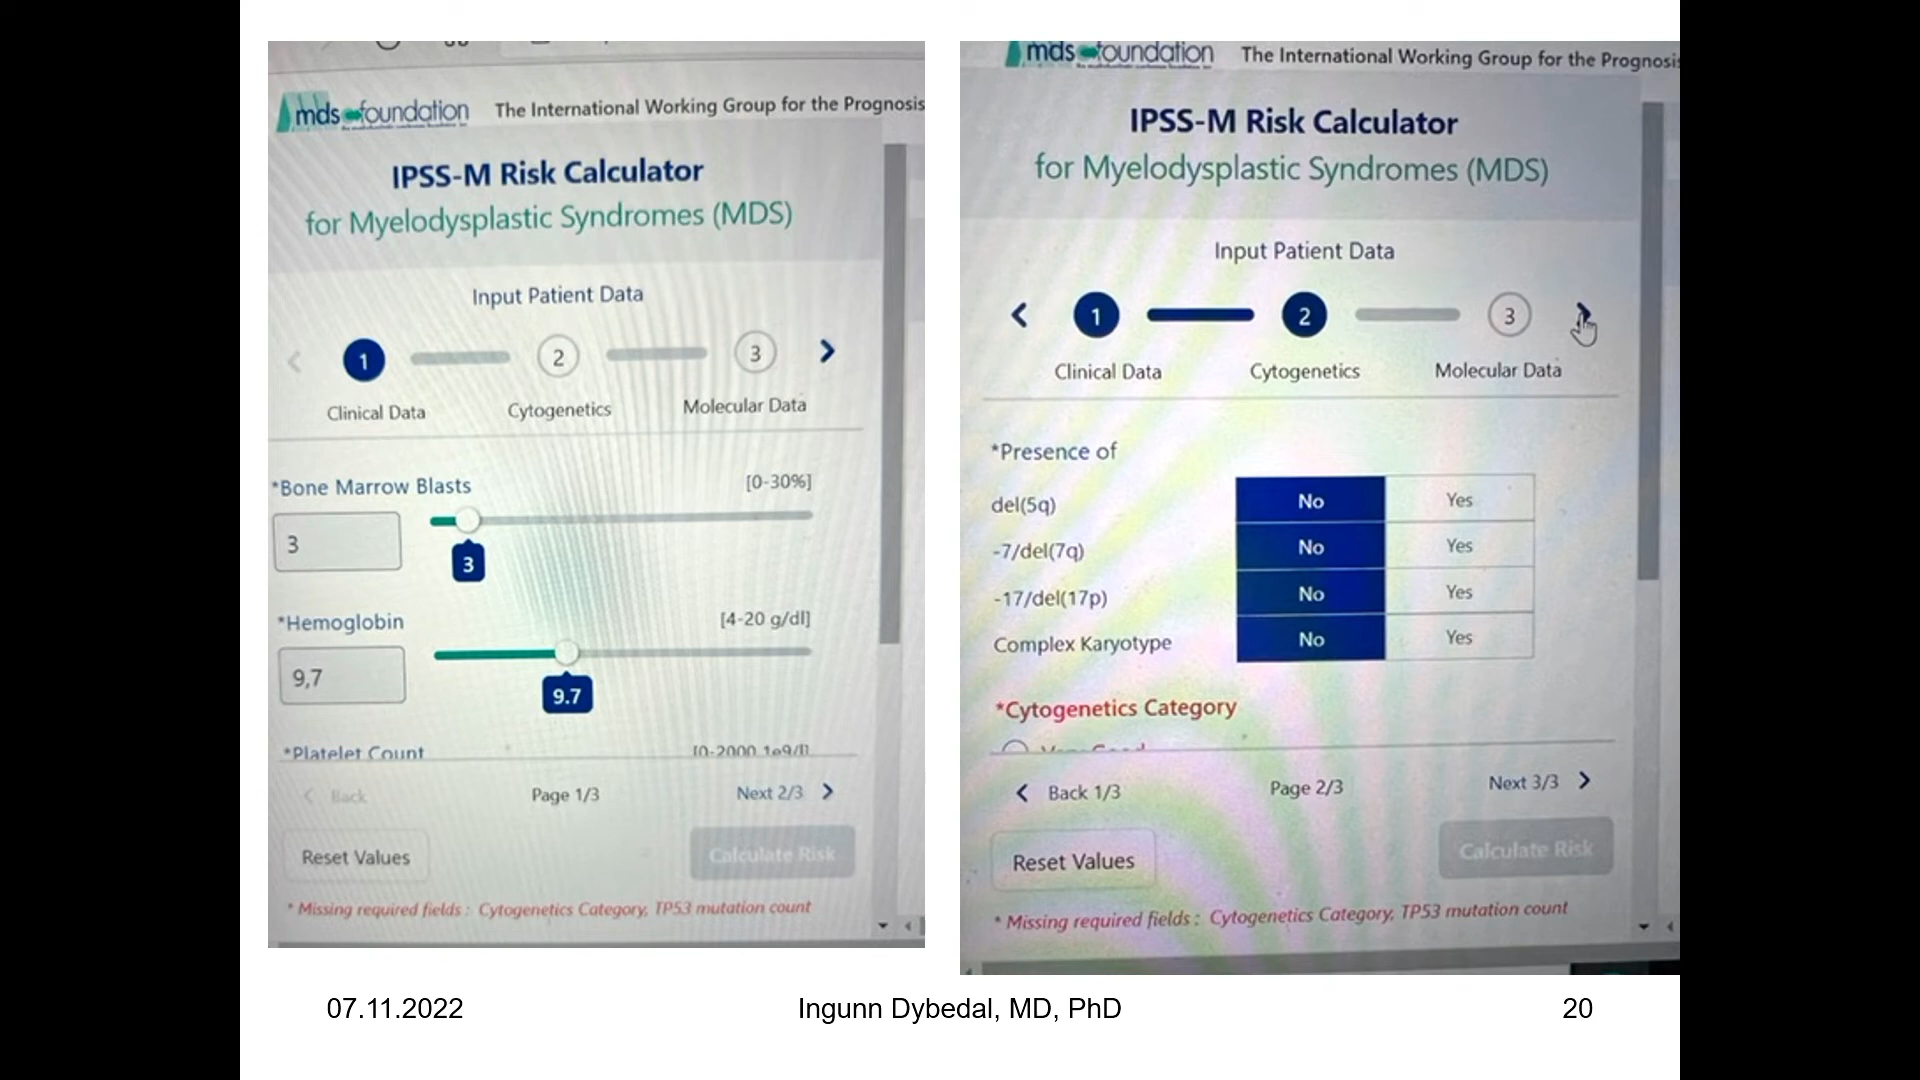 mds foundation The International Working Group for the Prognosis
IPSS-M Risk Calculator
for Myelodysplastic Syndromes (MDS)
Input Patient Data
1 2 3
Clinical Data Cytogenetics Molecular Data
*Bone Marrow Blasts [0-30%]
3
3
*Hemoglobin [4-20 g/dl]
9,7
9.7
*Platelet Count [0-2000 1e9/l]
Back Page 1/3 Next 2/3
Reset Values Calculate Risk
* Missing required fields : Cytogenetics Category, TP53 mutation count
mds foundation The International Working Group for the Prognosis
IPSS-M Risk Calculator
for Myelodysplastic Syndromes (MDS)
Input Patient Data
1 2 3
Clinical Data Cytogenetics Molecular Data
*Presence of
del(5q) No Yes
-7/del(7q) No Yes
-17/del(17p) No Yes
Complex Karyotype No Yes
*Cytogenetics Category
Very Good
Back 1/3 Page 2/3 Next 3/3
Reset Values Calculate Risk
* Missing required fields : Cytogenetics Category, TP53 mutation count
07.11.2022 Ingunn Dybedal, MD, PhD 20